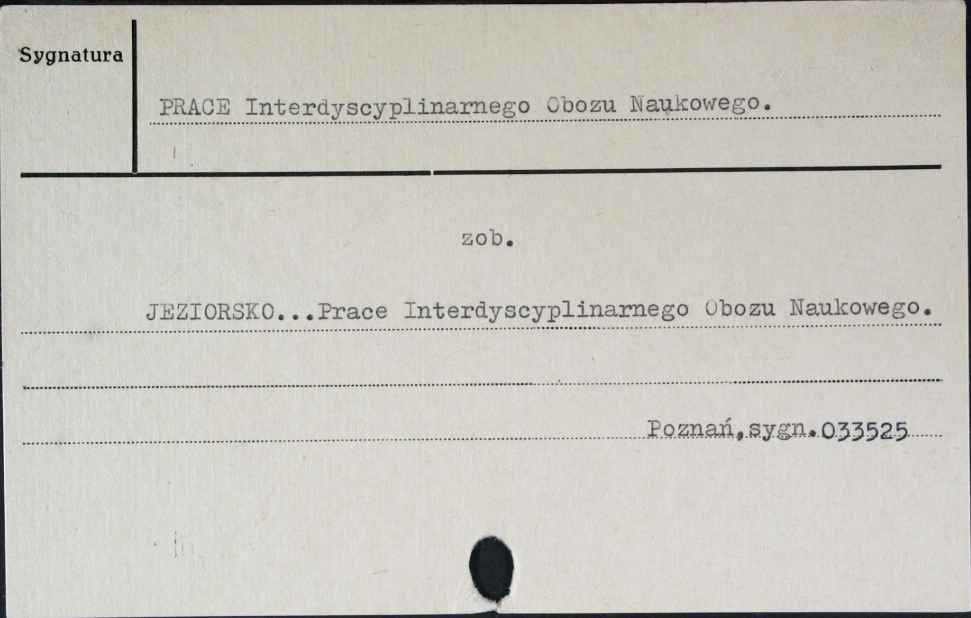 Sygnatura
PRACE Interdyscyplinarnego Obozu Naukowego.
zob.
JEZIORSKO...Prace Interdyscyplinarnego Obozu Naukowego.
Poznań,sygn.033525